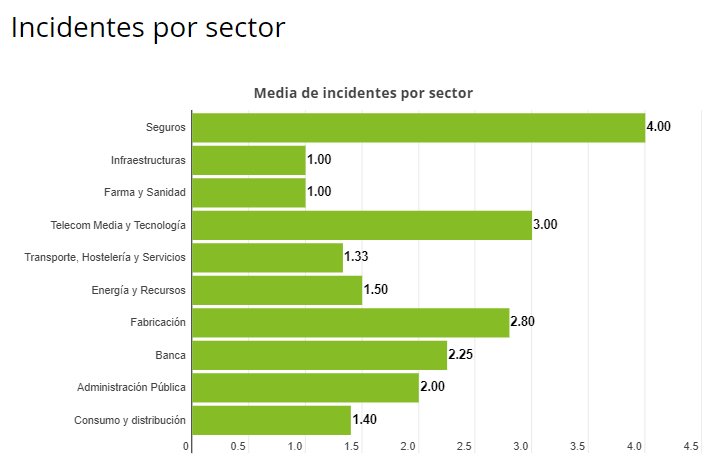 Incidentes por sector
Media de incidentes por sector
Seguros 4.00
Infraestructuras 1.00
Farma y Sanidad 1.00
Telecom Media y Tecnología 3.00
Transporte, Hostelería y Servicios 1.33
Energía y Recursos 1.50
Fabricación 2.80
Banca 2.25
Administración Pública 2.00
Consumo y distribución 1.40
0 0.5 1.0 1.5 2.0 2.5 3.0 3.5 4.0 4.5